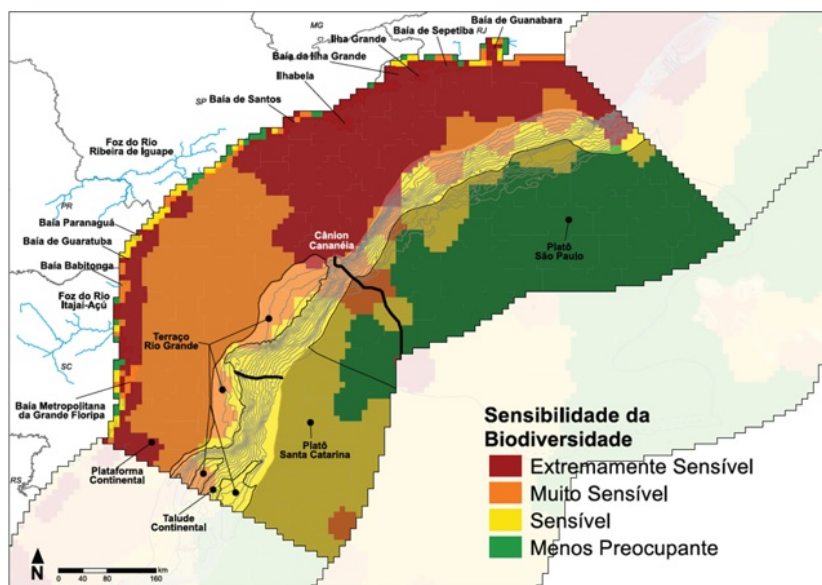 MG
RJ
Baía de Guanabara
Baía de Sepetiba
Ilha Grande
Baía da Ilha Grande
Ilhabela
SP
Baía de Santos
Foz do Rio
Ribeira de Iguape
PR
Baía Paranaguá
Baía de Guaratuba
Baía Babitonga
Foz do Rio
Itajaí-Açú
SC
Baía Metropolitana
da Grande Floripa
RS
Cânion
Cananéia
Platô
São Paulo
Terraço
Rio Grande
Platô
Santa Catarina
Plataforma
Continental
Talude
Continental
Sensibilidade da
Biodiversidade
Extremamente Sensível
Muito Sensível
Sensível
Menos Preocupante
N
0 40 80 160
km